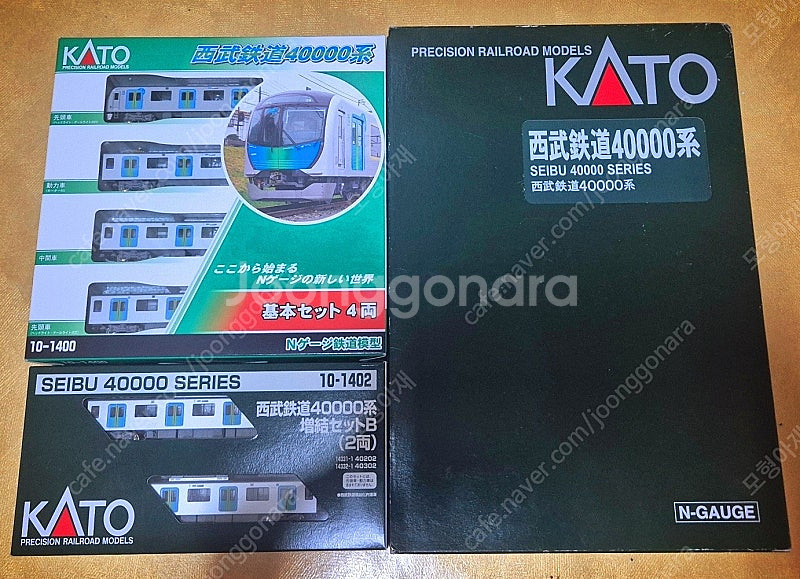 KATO
PRECISION RAILROAD MODELS
西武鉄道40000系
先頭車
動力車
中間車
先頭車
ここから始まる
Nゲージの新しい世界
基本セット 4両
10-1400
Nゲージ鉄道模型
SEIBU 40000 SERIES
10-1402
西武鉄道40000系
増結セットB
(2両)
14331-1 40202
14332-1 40302
KATO
PRECISION RAILROAD MODELS
PRECISION RAILROAD MODELS
KATO
西武鉄道40000系
SEIBU 40000 SERIES
西武鉄道40000系
N-GAUGE
Joonggonara
cafe.naver.com/joonggonara